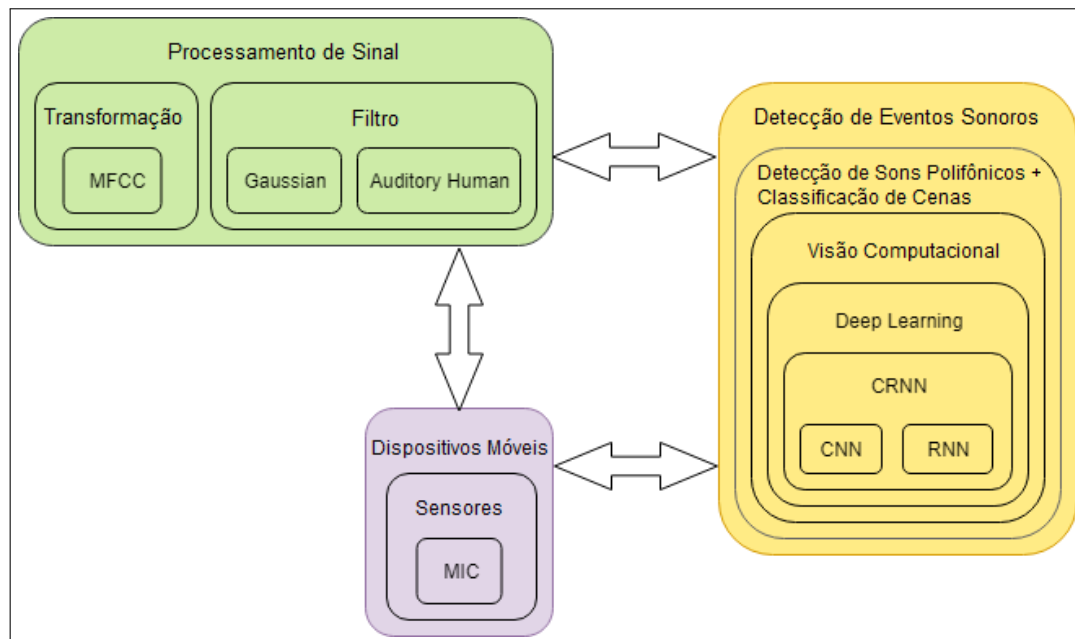 Processamento de Sinal
Transformação
MFCC
Filtro
Gaussian
Auditory Human
Detecção de Eventos Sonoros
Detecção de Sons Polifônicos +
Classificação de Cenas
Visão Computacional
Deep Learning
CRNN
CNN
RNN
Dispositivos Móveis
Sensores
MIC